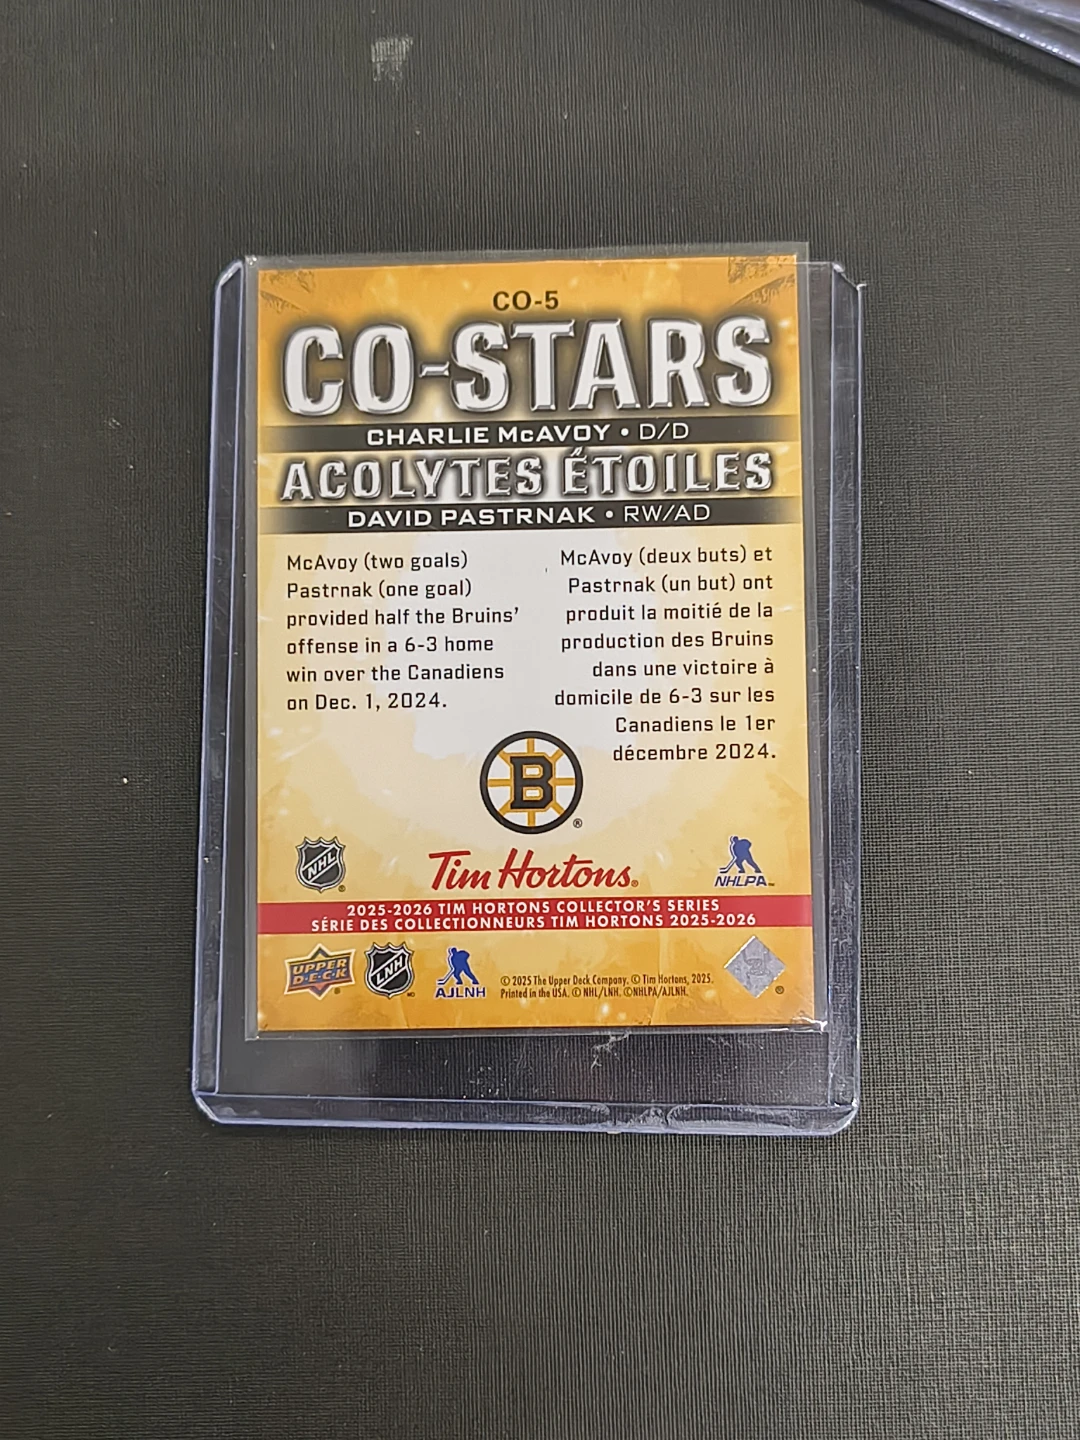 CO-5
CO-STARS
CHARLIE McAVOY • D/D
ACOLYTES ÉTOILES
DAVID PASTRNAK • RW/AD
McAvoy (two goals)
Pastrnak (one goal)
provided half the Bruins'
offense in a 6-3 home
win over the Canadiens
on Dec. 1, 2024.
McAvoy (deux buts) et
Pastrnak (un but) ont
produit la moitié de la
production des Bruins
dans une victoire à
domicile de 6-3 sur les
Canadiens le 1er
décembre 2024.
B ®
NHL ®
Tim Hortons®
NHLPA™
2025-2026 TIM HORTONS COLLECTOR'S SERIES
SÉRIE DES COLLECTIONNEURS TIM HORTONS 2025-2026
UPPER
DECK ®
LNH MD
AJLNH
© 2025 The Upper Deck Company. © Tim Hortons, 2025.
Printed in the USA. © NHL/LNH. ©NHLPA/AJLNH.
®